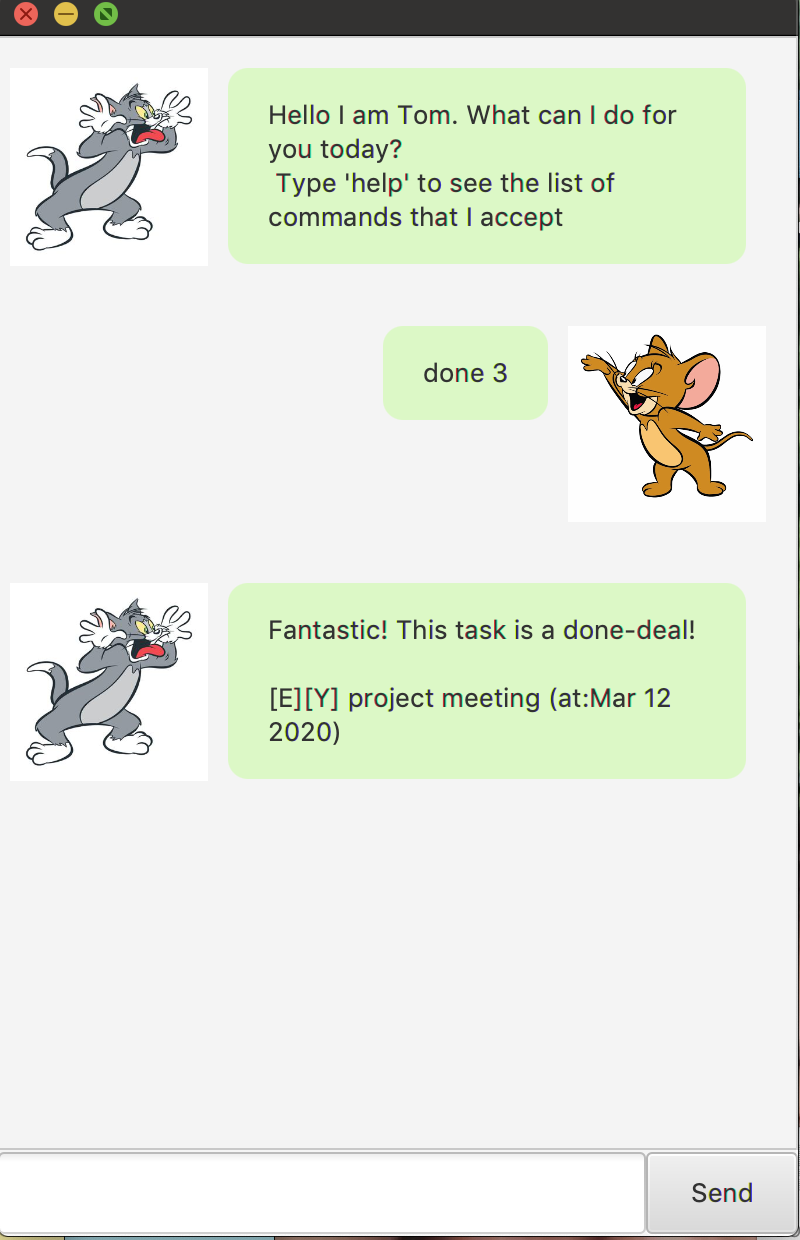 Hello I am Tom. What can I do for
you today?
Type 'help' to see the list of
commands that I accept
done 3
Fantastic! This task is a done-deal!
[E][Y] project meeting (at:Mar 12
2020)
Send